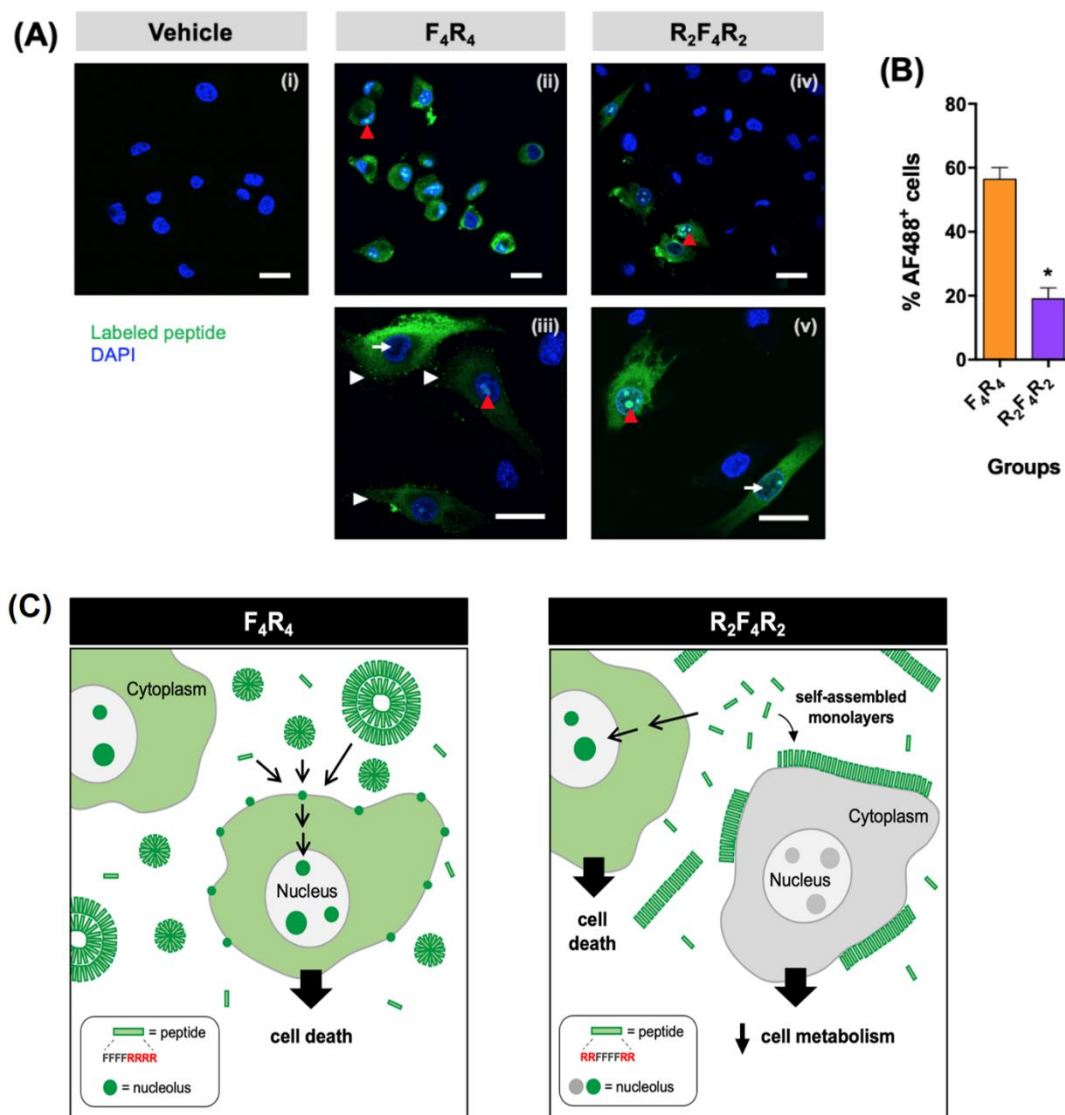 (A)
Vehicle
F₄R₄
R₂F₄R₂
(i)
(ii)
(iv)
Labeled peptide
DAPI
(iii)
(v)
(B)
% AF488⁺ cells
80
60
40
20
0
*
F₄R₄
R₂F₄R₂
Groups
(C)
F₄R₄
Cytoplasm
Nucleus
cell death
= peptide
FFFFRRRR
= nucleolus
R₂F₄R₂
self-assembled
monolayers
Cytoplasm
Nucleus
cell
death
cell metabolism
= peptide
RRFFFFRR
= nucleolus